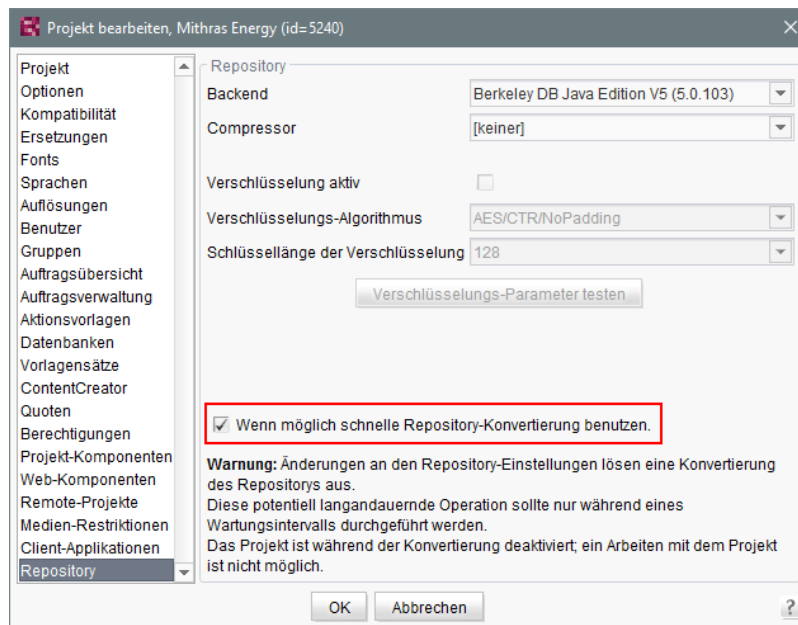 Projekt bearbeiten, Mithras Energy (id=5240)
Projekt
Optionen
Kompatibilität
Ersetzungen
Fonts
Sprachen
Auflösungen
Benutzer
Gruppen
Auftragsübersicht
Auftragsverwaltung
Aktionsvorlagen
Datenbanken
Vorlagensätze
ContentCreator
Quoten
Berechtigungen
Projekt-Komponenten
Web-Komponenten
Remote-Projekte
Medien-Restriktionen
Client-Applikationen
Repository
Repository
Backend Berkeley DB Java Edition V5 (5.0.103)
Compressor [keiner]
Verschlüsselung aktiv
Verschlüsselungs-Algorithmus AES/CTR/NoPadding
Schlüssellänge der Verschlüsselung 128
Verschlüsselungs-Parameter testen
Wenn möglich schnelle Repository-Konvertierung benutzen.
Warnung: Änderungen an den Repository-Einstellungen lösen eine Konvertierung
des Repositorys aus.
Diese potentiell langandauernde Operation sollte nur während eines
Wartungsintervalls durchgeführt werden.
Das Projekt ist während der Konvertierung deaktiviert; ein Arbeiten mit dem Projekt
ist nicht möglich.
OK Abbrechen ?